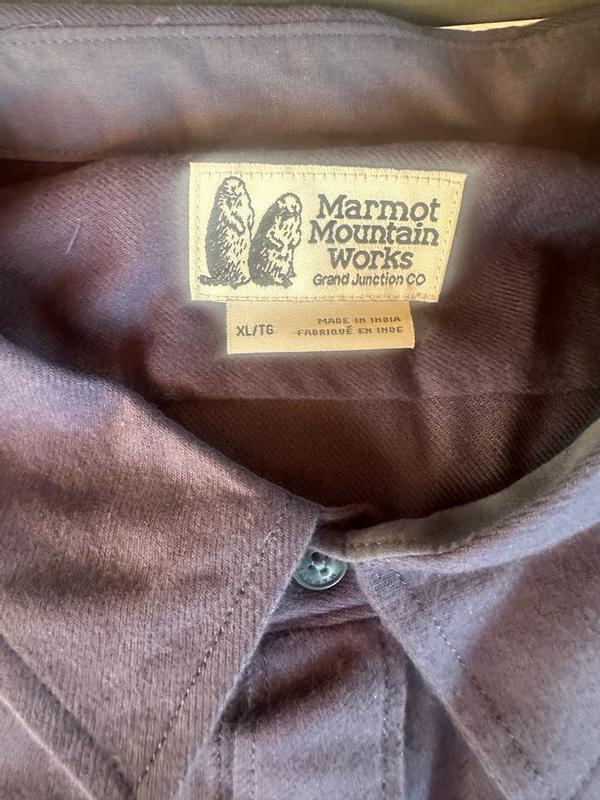 Marmot
Mountain
Works
Grand Junction CO
XL/TG
MADE IN INDIA
FABRIQUÉ EN INDE